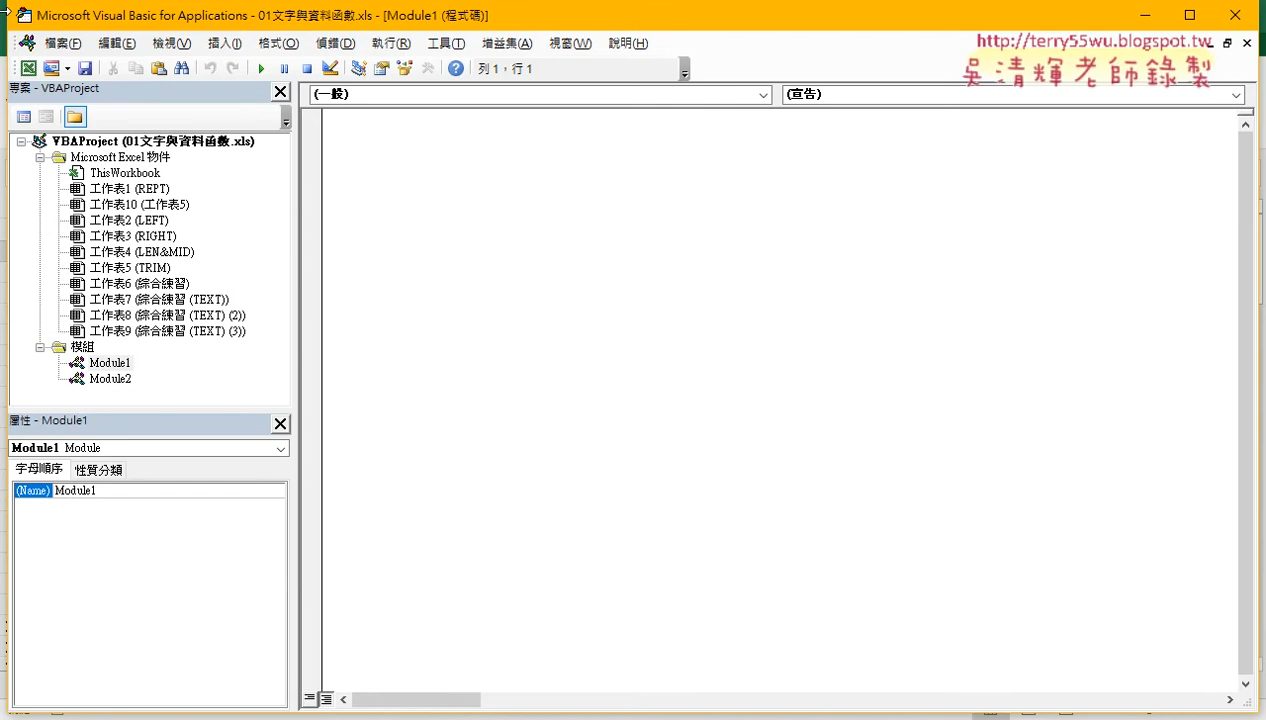 Microsoft Visual Basic for Applications - 01文字與資料函數.xls - [Module1 (程式碼)]
檔案(F) 編輯(E) 檢視(V) 插入(I) 格式(O) 偵錯(D) 執行(R) 工具(T) 增益集(A) 視窗(W) 說明(H)
http://terry55wu.blogspot.tw
吳清輝老師錄製
列 1，行 1
專案 - VBAProject
(一般) (宣告)
VBAProject (01文字與資料函數.xls)
Microsoft Excel 物件
ThisWorkbook
工作表1 (REPT)
工作表10 (工作表5)
工作表2 (LEFT)
工作表3 (RIGHT)
工作表4 (LEN&MID)
工作表5 (TRIM)
工作表6 (綜合練習)
工作表7 (綜合練習 (TEXT))
工作表8 (綜合練習 (TEXT) (2))
工作表9 (綜合練習 (TEXT) (3))
模組
Module1
Module2
屬性 - Module1
Module1 Module
字母順序 性質分類
(Name) Module1